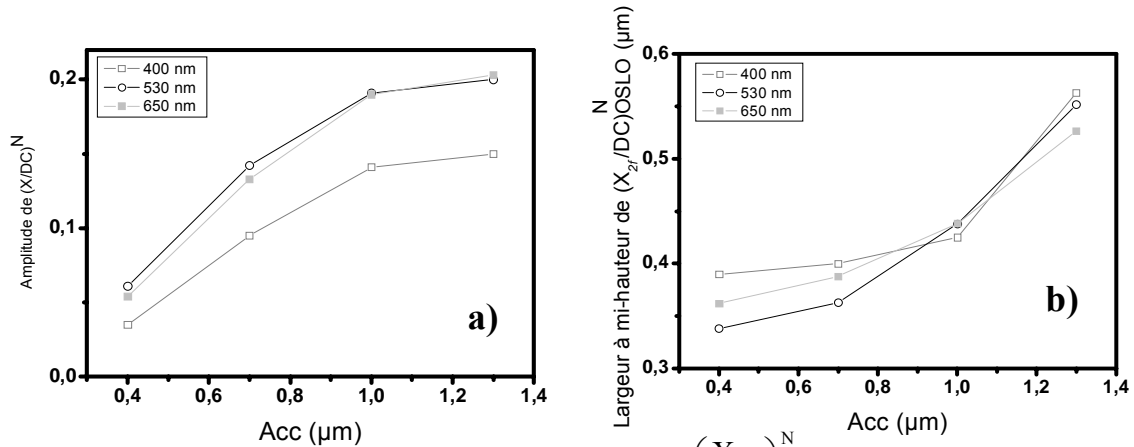 Amplitude de (X/DC)^N
0,2
0,1
0,0
400 nm
530 nm
650 nm
a)
0,4 0,6 0,8 1,0 1,2 1,4
Acc (µm)
Largeur à mi-hauteur de (X_2f/DC)OSLO (µm)
N
0,6
0,5
0,4
0,3
400 nm
530 nm
650 nm
b)
0,4 0,6 0,8 1,0 1,2 1,4
Acc (µm)
(X )^N